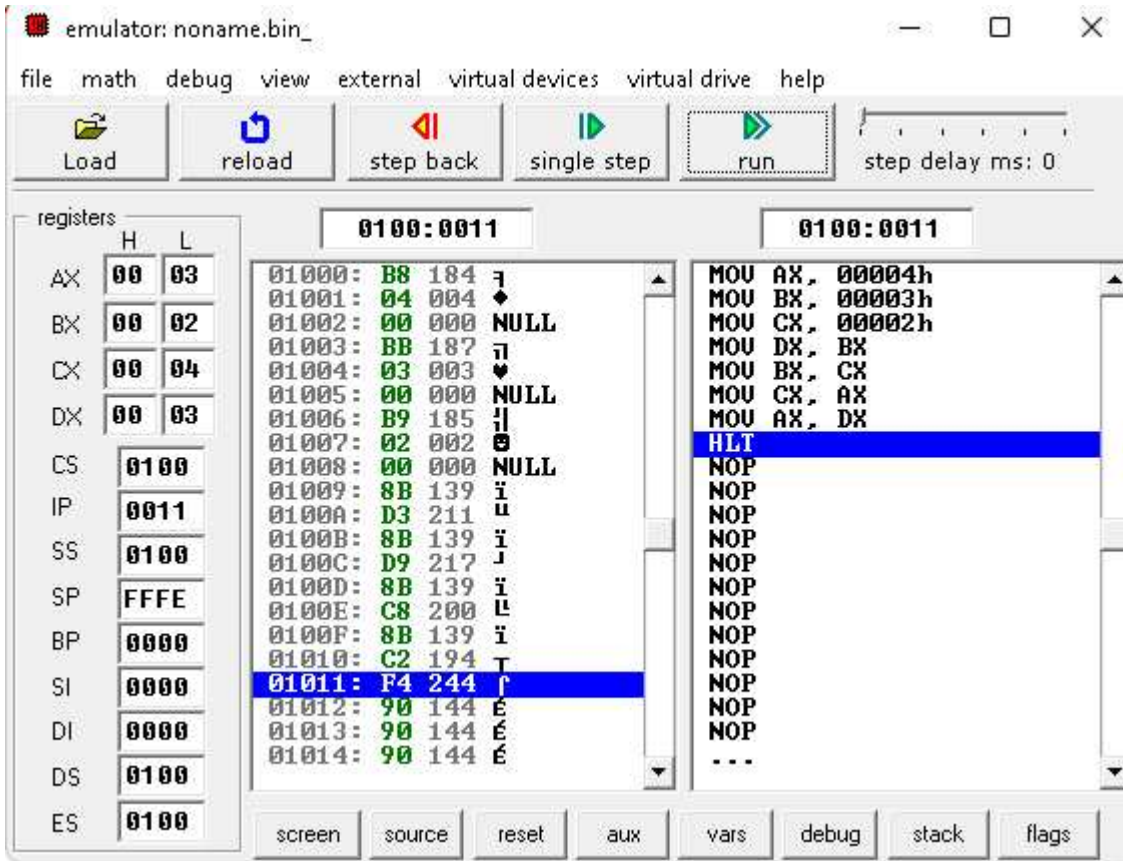 emulator: noname.bin_
file math debug view external virtual devices virtual drive help
Load reload step back single step run step delay ms: 0
registers
H L
0100:0011 0100:0011
AX 00 03
BX 00 02
CX 00 04
DX 00 03
CS 0100
IP 0011
SS 0100
SP FFFE
BP 0000
SI 0000
DI 0000
DS 0100
ES 0100
01000: B8 184 ╕
01001: 04 004 ♦
01002: 00 000 NULL
01003: BB 187 ╗
01004: 03 003 ♥
01005: 00 000 NULL
01006: B9 185 ╣
01007: 02 002 ☻
01008: 00 000 NULL
01009: 8B 139 ï
0100A: D3 211 ╙
0100B: 8B 139 ï
0100C: D9 217 ┘
0100D: 8B 139 ï
0100E: C8 200 ╚
0100F: 8B 139 ï
01010: C2 194 ┬
01011: F4 244 ⌠
01012: 90 144 É
01013: 90 144 É
01014: 90 144 É
MOV AX, 00004h
MOV BX, 00003h
MOV CX, 00002h
MOV DX, BX
MOV BX, CX
MOV CX, AX
MOV AX, DX
HLT
NOP
NOP
NOP
NOP
NOP
NOP
NOP
NOP
NOP
NOP
NOP
NOP
...
screen source reset aux vars debug stack flags